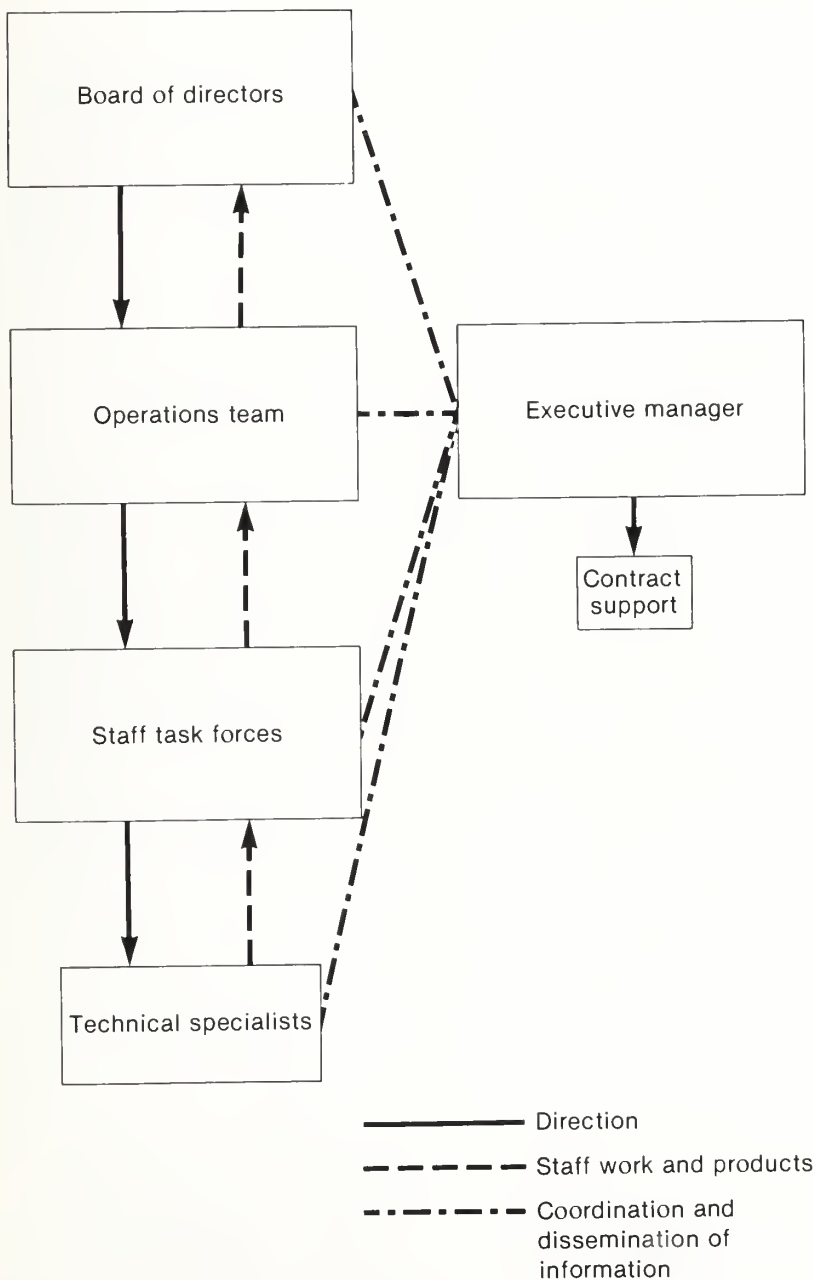 Board of directors
Operations team
Executive manager
Contract
support
Staff task forces
Technical specialists
Direction
Staff work and products
Coordination and
dissemination of
information